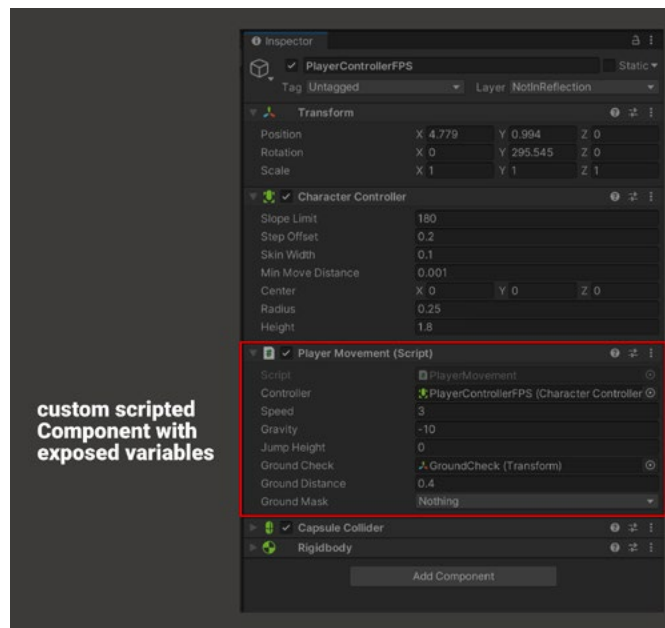 Inspector
PlayerControllerFPS Static
Tag Untagged Layer NotInReflection
Transform
Position X 4.779 Y 0.994 Z 0
Rotation X 0 Y 295.545 Z 0
Scale X 1 Y 1 Z 1
Character Controller
Slope Limit 180
Step Offset 0.2
Skin Width 0.1
Min Move Distance 0.001
Center X 0 Y 0 Z 0
Radius 0.25
Height 1.8
Player Movement (Script)
Script PlayerMovement
Controller PlayerControllerFPS (Character Controller
Speed 3
Gravity -10
Jump Height 0
Ground Check GroundCheck (Transform)
Ground Distance 0.4
Ground Mask Nothing
Capsule Collider
Rigidbody
Add Component
custom scripted
Component with
exposed variables